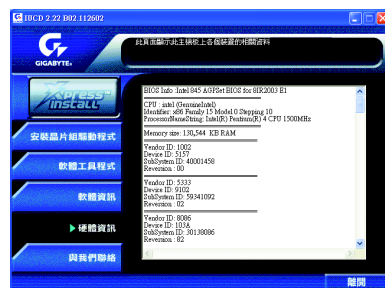 IUCD 2.22 B02.112602
GIGABYTE
此頁面顯示此主機板上各個裝置的相關資料
Xpress
Install
安裝晶片組驅動程式
軟體工具程式
軟體資訊
硬體資訊
與我們聯絡
BIOS Info :Intel 845 AGPSet BIOS for 8IR2003 E1
CPU : intel (GenuineIntel)
Identifier: x86 Family 15 Model 0 Stepping 10
ProcessorNameString: Intel(R) Pentium(R) 4 CPU 1500MHz
Memory size: 130,544 KB RAM
Vendor ID: 1002
Device ID: 5157
SubSystem ID: 40001458
Reversion : 00
Vendor ID: 5333
Device ID: 9102
SubSystem ID: 59341092
Reversion : 02
Vendor ID: 8086
Device ID: 103A
SubSystem ID: 30138086
Reversion : 82
離開